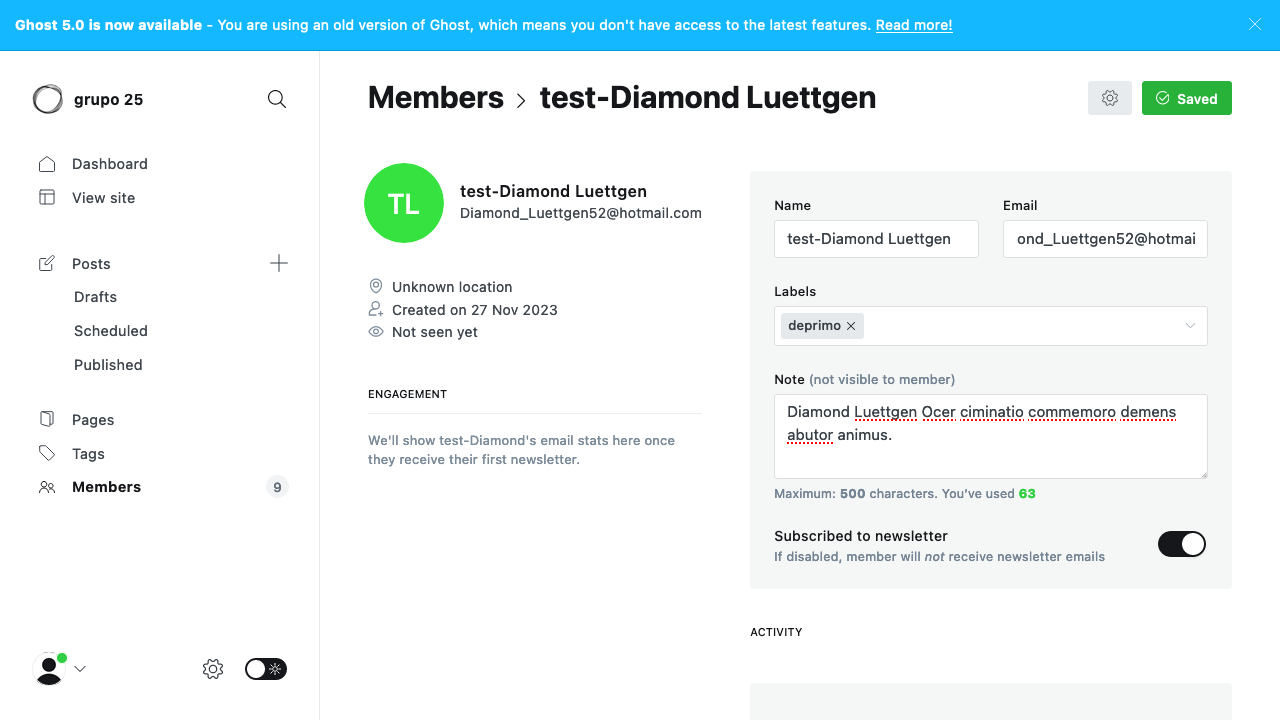 Ghost 5.0 is now available - You are using an old version of Ghost, which means you don't have access to the latest features. Read more!
grupo 25
Dashboard
View site
Posts
Drafts
Scheduled
Published
Pages
Tags
Members
9
Members > test-Diamond Luettgen
Saved
TL
test-Diamond Luettgen
Diamond_Luettgen52@hotmail.com
Unknown location
Created on 27 Nov 2023
Not seen yet
ENGAGEMENT
We'll show test-Diamond's email stats here once
they receive their first newsletter.
Name
Email
test-Diamond Luettgen
ond_Luettgen52@hotmai
Labels
deprimo
Note (not visible to member)
Diamond Luettgen Ocer ciminatio commemoro demens
abutor animus.
Maximum: 500 characters. You've used 63
Subscribed to newsletter
If disabled, member will not receive newsletter emails
ACTIVITY